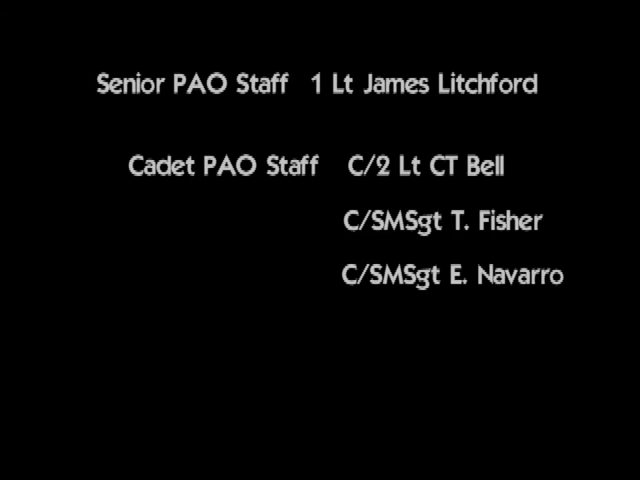 Senior PAO Staff 1 Lt James Litchford
Cadet PAO Staff C/2 Lt CT Bell
C/SMSgt T. Fisher
C/SMSgt E. Navarro